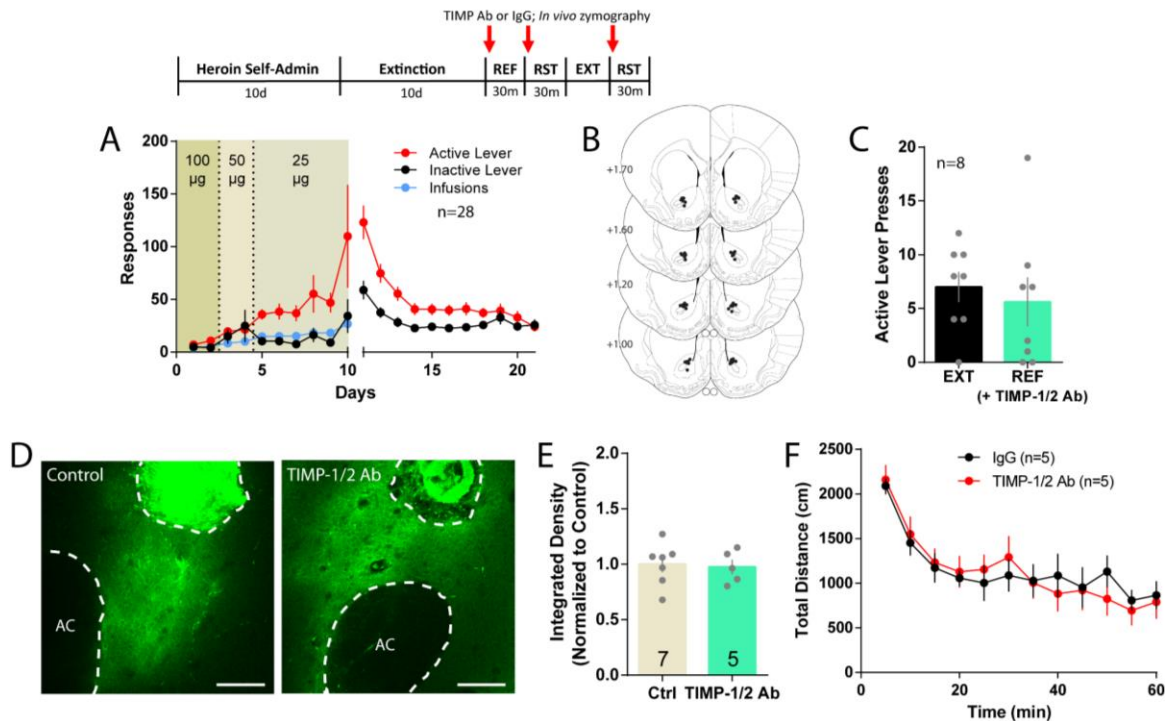 TIMP Ab or IgG; In vivo zymography
Heroin Self-Admin Extinction REF RST EXT RST
10d 10d 30m 30m 30m
A
200
150
100
50
0
Responses
100 µg
50 µg
25 µg
Active Lever
Inactive Lever
Infusions
n=28
0 5 10 15 20
Days
B
+1.70
+1.60
+1.20
+1.00
C
n=8
20
15
10
5
0
Active Lever Presses
EXT REF
(+ TIMP-1/2 Ab)
D
Control
AC
TIMP-1/2 Ab
AC
E
2.0
1.5
1.0
0.5
0.0
Integrated Density
(Normalized to Control)
7 5
Ctrl TIMP-1/2 Ab
F
IgG (n=5)
TIMP-1/2 Ab (n=5)
2500
2000
1500
1000
500
0
Total Distance (cm)
0 20 40 60
Time (min)